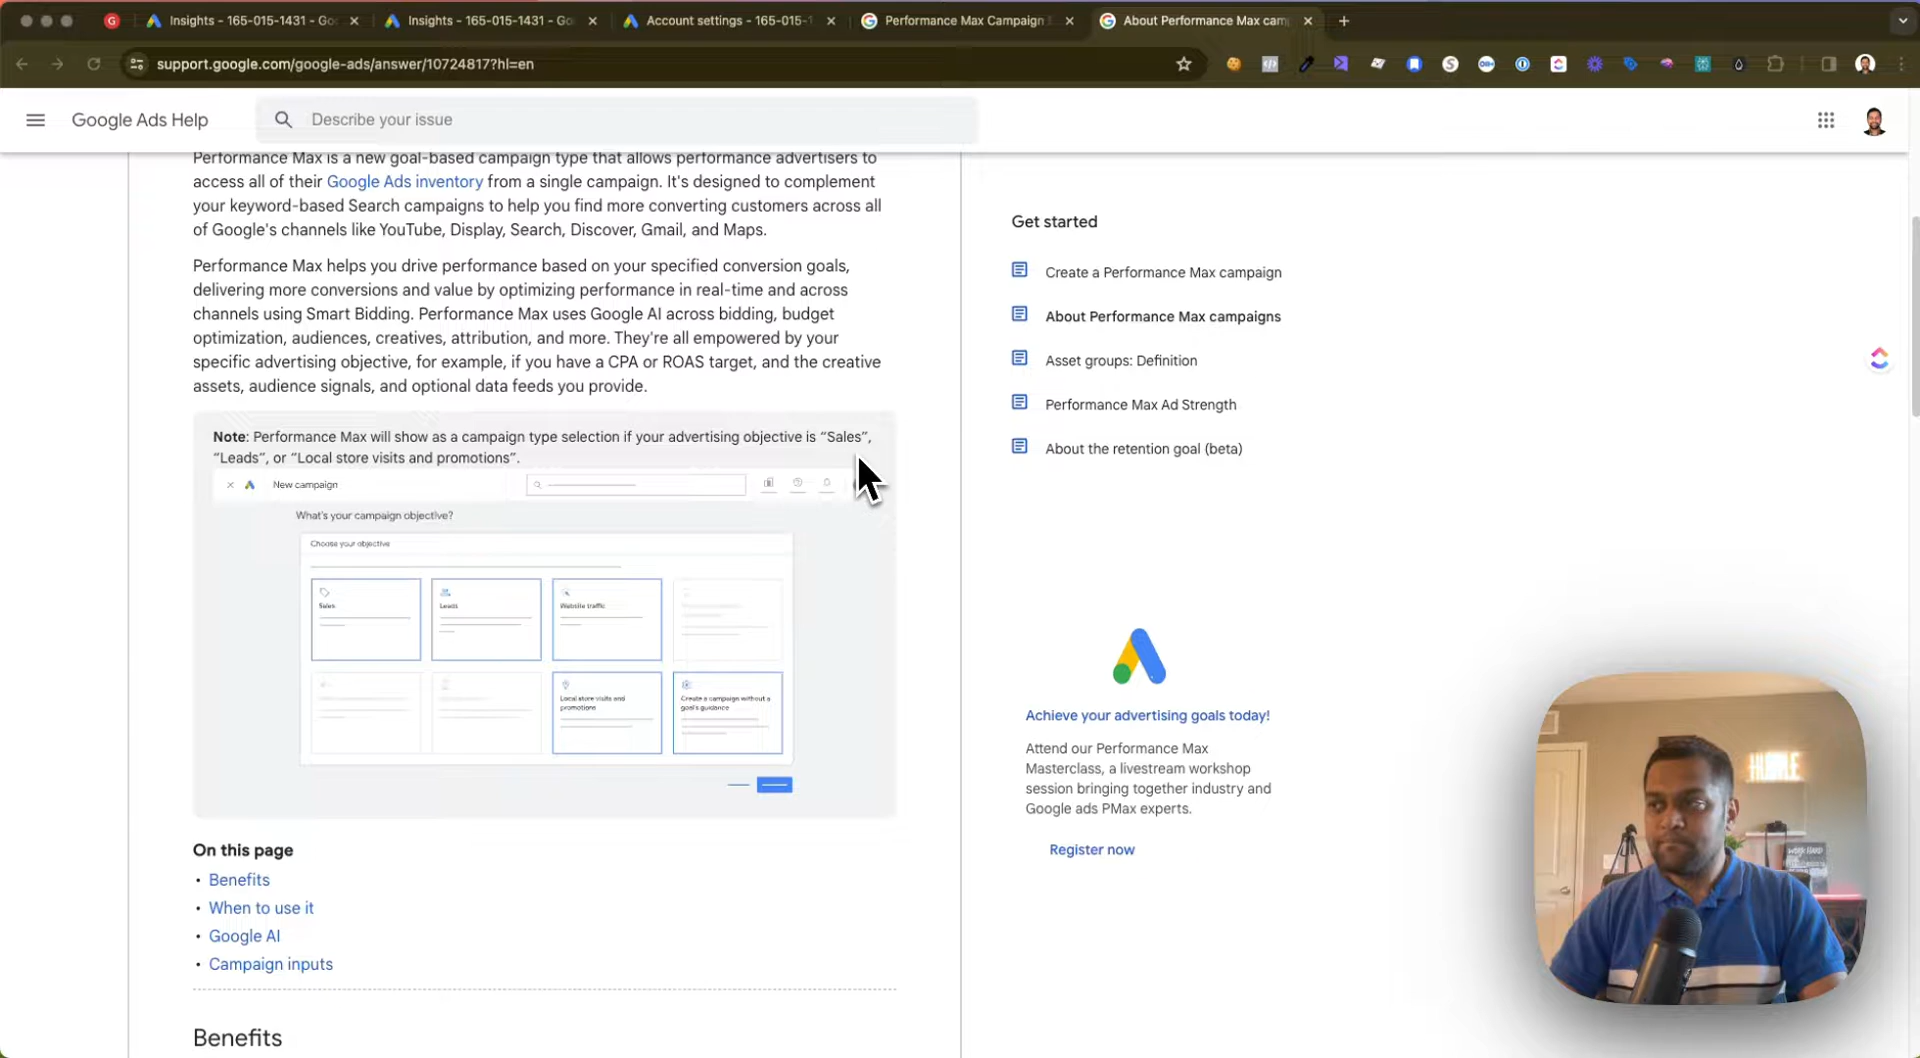 Insights - 165-015-1431 - Go
Insights - 165-015-1431 - Go
Account settings - 165-015-1
Performance Max Campaign
About Performance Max cam
support.google.com/google-ads/answer/10724817?hl=en
Google Ads Help
Describe your issue
Performance Max is a new goal-based campaign type that allows performance advertisers to
access all of their Google Ads inventory from a single campaign. It's designed to complement
your keyword-based Search campaigns to help you find more converting customers across all
of Google's channels like YouTube, Display, Search, Discover, Gmail, and Maps.
Performance Max helps you drive performance based on your specified conversion goals,
delivering more conversions and value by optimizing performance in real-time and across
channels using Smart Bidding. Performance Max uses Google AI across bidding, budget
optimization, audiences, creatives, attribution, and more. They're all empowered by your
specific advertising objective, for example, if you have a CPA or ROAS target, and the creative
assets, audience signals, and optional data feeds you provide.
Note: Performance Max will show as a campaign type selection if your advertising objective is “Sales”,
“Leads”, or “Local store visits and promotions”.
New campaign
What's your campaign objective?
Choose your objective
Sales
Leads
Website traffic
Local store visits and
promotions
Create a campaign without a
goal's guidance
On this page
• Benefits
• When to use it
• Google AI
• Campaign inputs
Benefits
Get started
Create a Performance Max campaign
About Performance Max campaigns
Asset groups: Definition
Performance Max Ad Strength
About the retention goal (beta)
Achieve your advertising goals today!
Attend our Performance Max
Masterclass, a livestream workshop
session bringing together industry and
Google ads PMax experts.
Register now
WORK HARD